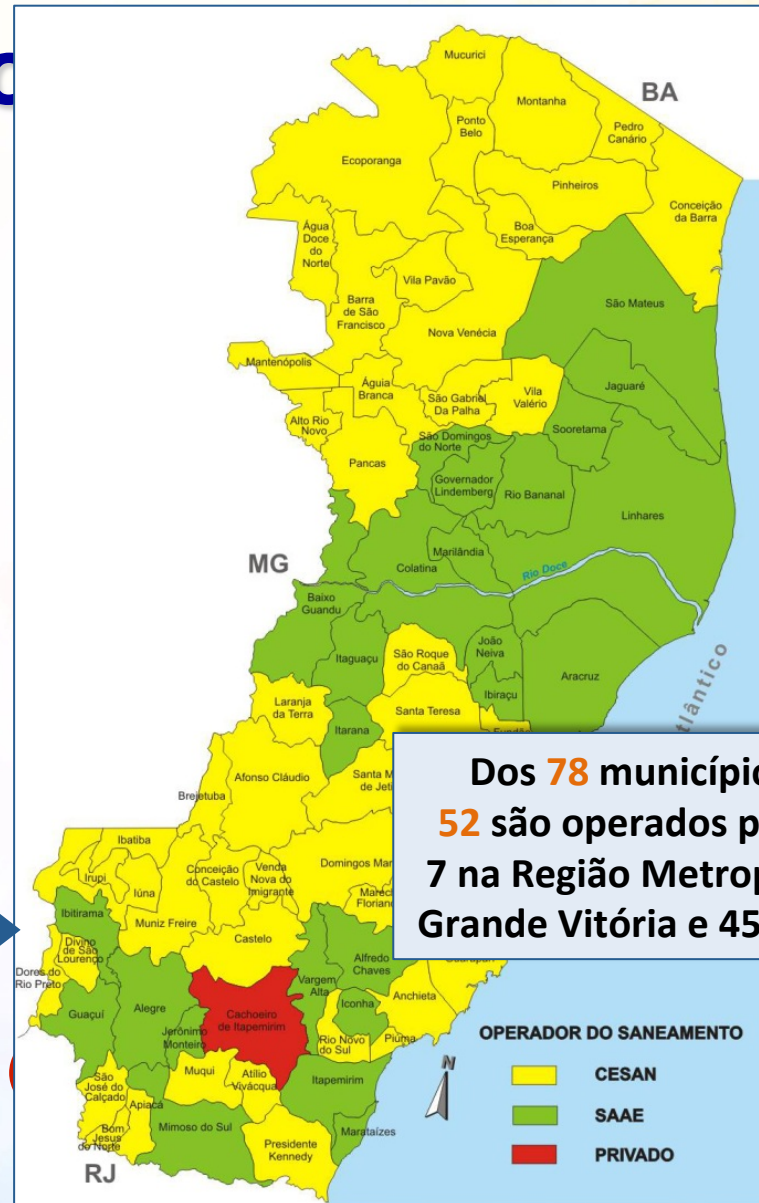 Mucurici
BA
Montanha
Ponto
Belo
Pedro
Canário
Ecoporanga
Pinheiros
Conceição
da Barra
Água
Doce
do
Norte
Boa
Esperança
Vila Pavão
São Mateus
Barra
de São
Francisco
Nova Venécia
Mantenópolis
Jaguaré
Águia
Branca
São Gabriel
Da Palha
Vila
Valério
Alto Rio
Novo
Sooretama
São Domingos
do Norte
Pancas
Governador
Lindemberg
Rio Bananal
Linhares
MG
Marilândia
Colatina
Rio Doce
Baixo
Guandu
João
Neiva
São Roque
do Canaã
Itaguaçu
Aracruz
Ibiraçu
Laranja
da Terra
Santa Teresa
Itarana
tlântico
Afonso Cláudio
Santa M
de Jeti
Brejetuba
Dos 78 município
52 são operados p
7 na Região Metrop
Grande Vitória e 45
Ibatiba
Domingos Mar
Conceição
do Castelo
Venda
Nova do
Imigrante
Irupi
Iúna
Marech
Floriano
Ibitirama
Muniz Freire
Castelo
Divino
de São
Lourenço
Alfredo
Chaves
Dores do
Rio Preto
Vargem
Alta
Anchieta
Guaçuí
Alegre
Cachoeiro
de Itapemirim
Iconha
Jerônimo
Monteiro
Rio Novo
do Sul
Piúma
OPERADOR DO SANEAMENTO
São
José do
Calçado
Muqui
Atílio
Vivácqua
Itapemirim
N
CESAN
Apiacá
SAAE
Bom
Jesus
do Norte
Mimoso do Sul
Marataízes
Presidente
Kennedy
PRIVADO
RJ